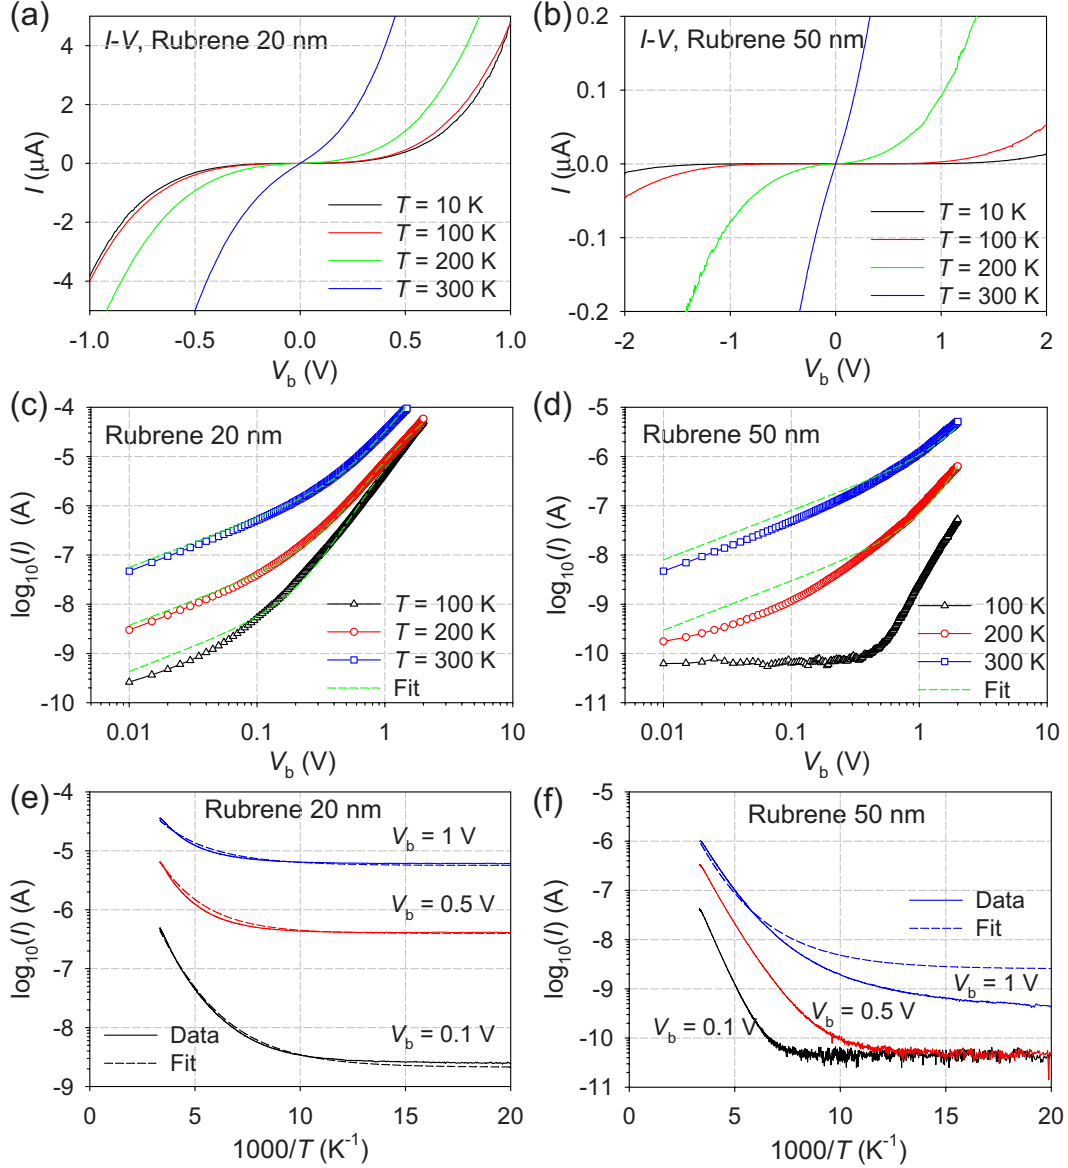 (a)
I-V, Rubrene 20 nm
I (μA)
4
2
0
-2
-4
T = 10 K
T = 100 K
T = 200 K
T = 300 K
-1.0 -0.5 0.0 0.5 1.0
Vb (V)
(b)
I-V, Rubrene 50 nm
I (μA)
0.2
0.1
0.0
-0.1
-0.2
T = 10 K
T = 100 K
T = 200 K
T = 300 K
-2 -1 0 1 2
Vb (V)
(c)
Rubrene 20 nm
log10(I) (A)
-4
-5
-6
-7
-8
-9
-10
T = 100 K
T = 200 K
T = 300 K
Fit
0.01 0.1 1 10
Vb (V)
(d)
Rubrene 50 nm
log10(I) (A)
-5
-6
-7
-8
-9
-10
-11
100 K
200 K
300 K
Fit
0.01 0.1 1 10
Vb (V)
(e)
Rubrene 20 nm
log10(I) (A)
-4
-5
-6
-7
-8
-9
Vb = 1 V
Vb = 0.5 V
Vb = 0.1 V
Data
Fit
0 5 10 15 20
1000/T (K-1)
(f)
Rubrene 50 nm
log10(I) (A)
-5
-6
-7
-8
-9
-10
-11
Data
Fit
Vb = 1 V
Vb = 0.5 V
Vb = 0.1 V
0 5 10 15 20
1000/T (K-1)